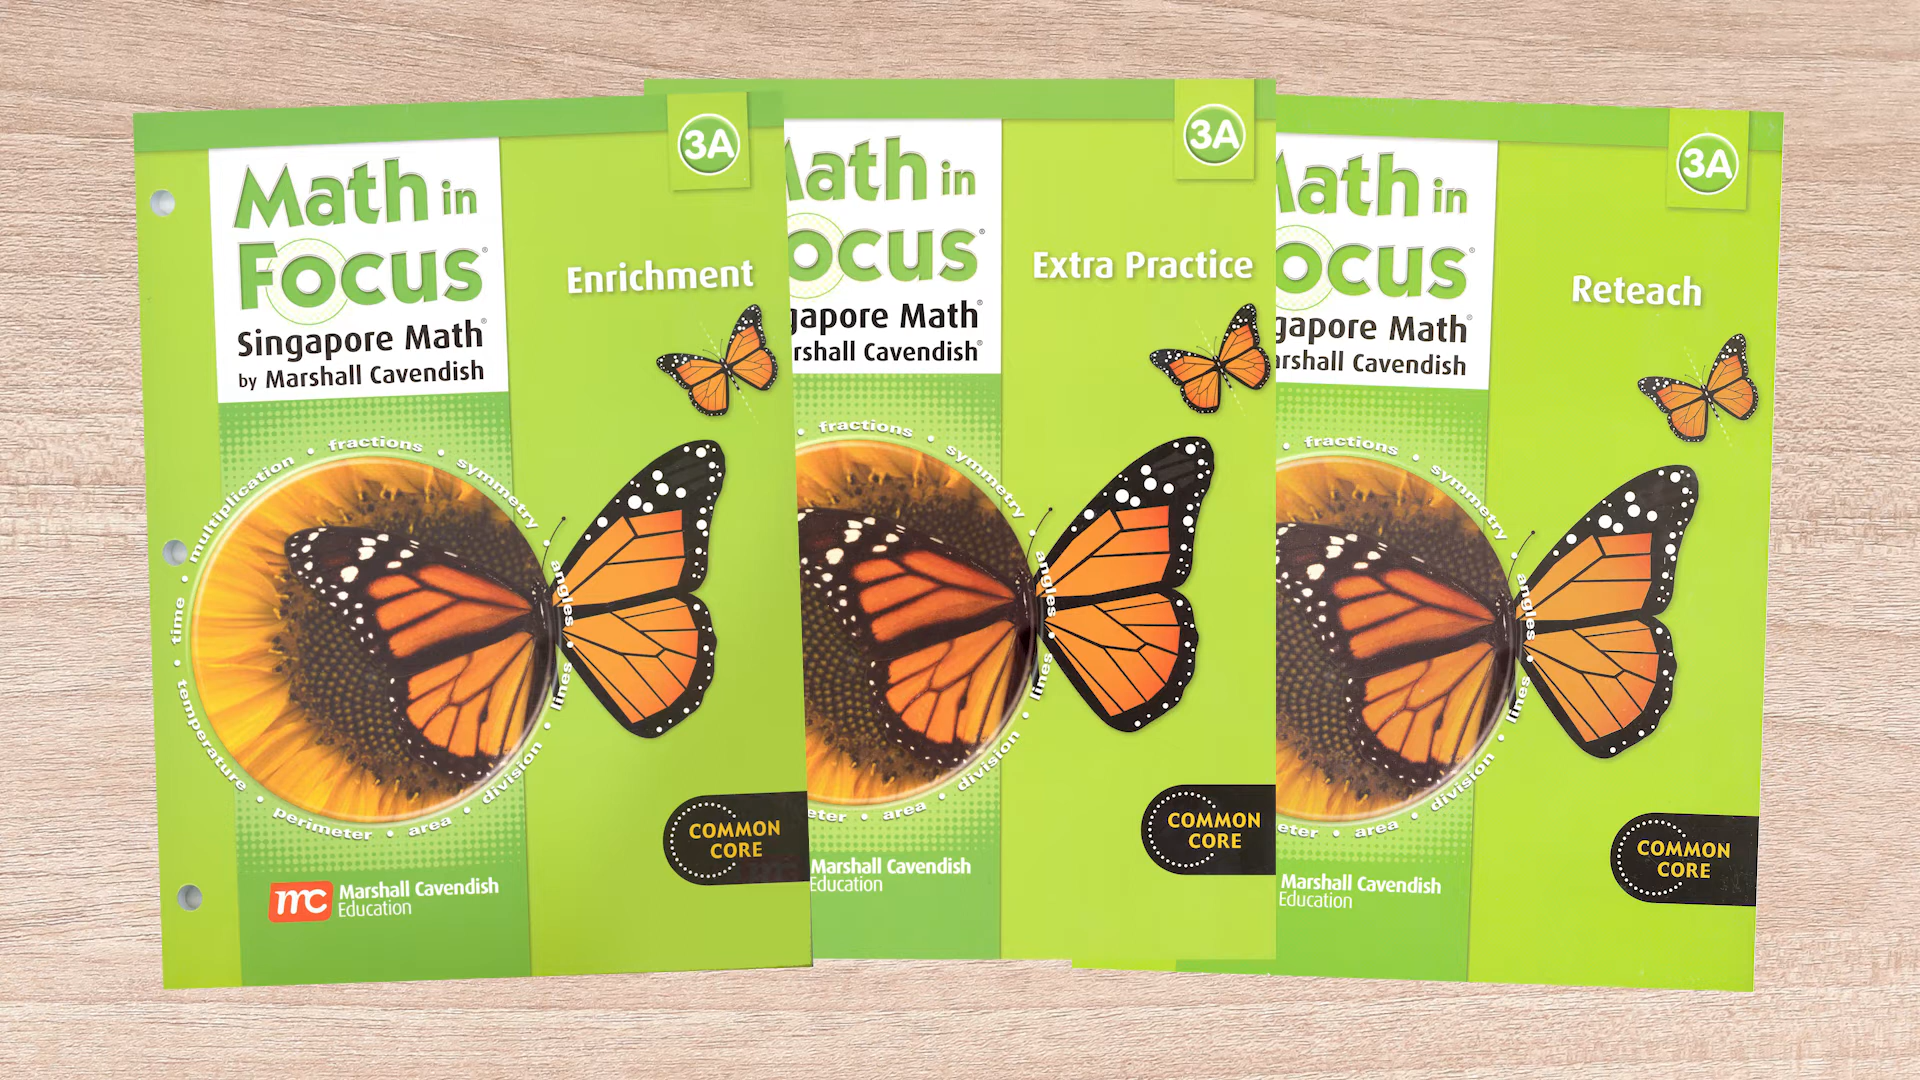 3A
Math in
Focus®
Singapore Math®
by Marshall Cavendish
Enrichment
time • multiplication • fractions • symmetry • angles • lines • division • area • perimeter • temperature •
COMMON
CORE
mc Marshall Cavendish
Education
3A
ath in
ocus®
gapore Math®
rshall Cavendish®
Extra Practice
• fractions • symmetry • angles • lines • division • area • eter
COMMON
CORE
Marshall Cavendish
Education
3A
ath in
ocus®
gapore Math®
arshall Cavendish
Reteach
• fractions • symmetry • angles • lines • division • area • eter
COMMON
CORE
Marshall Cavendish
Education